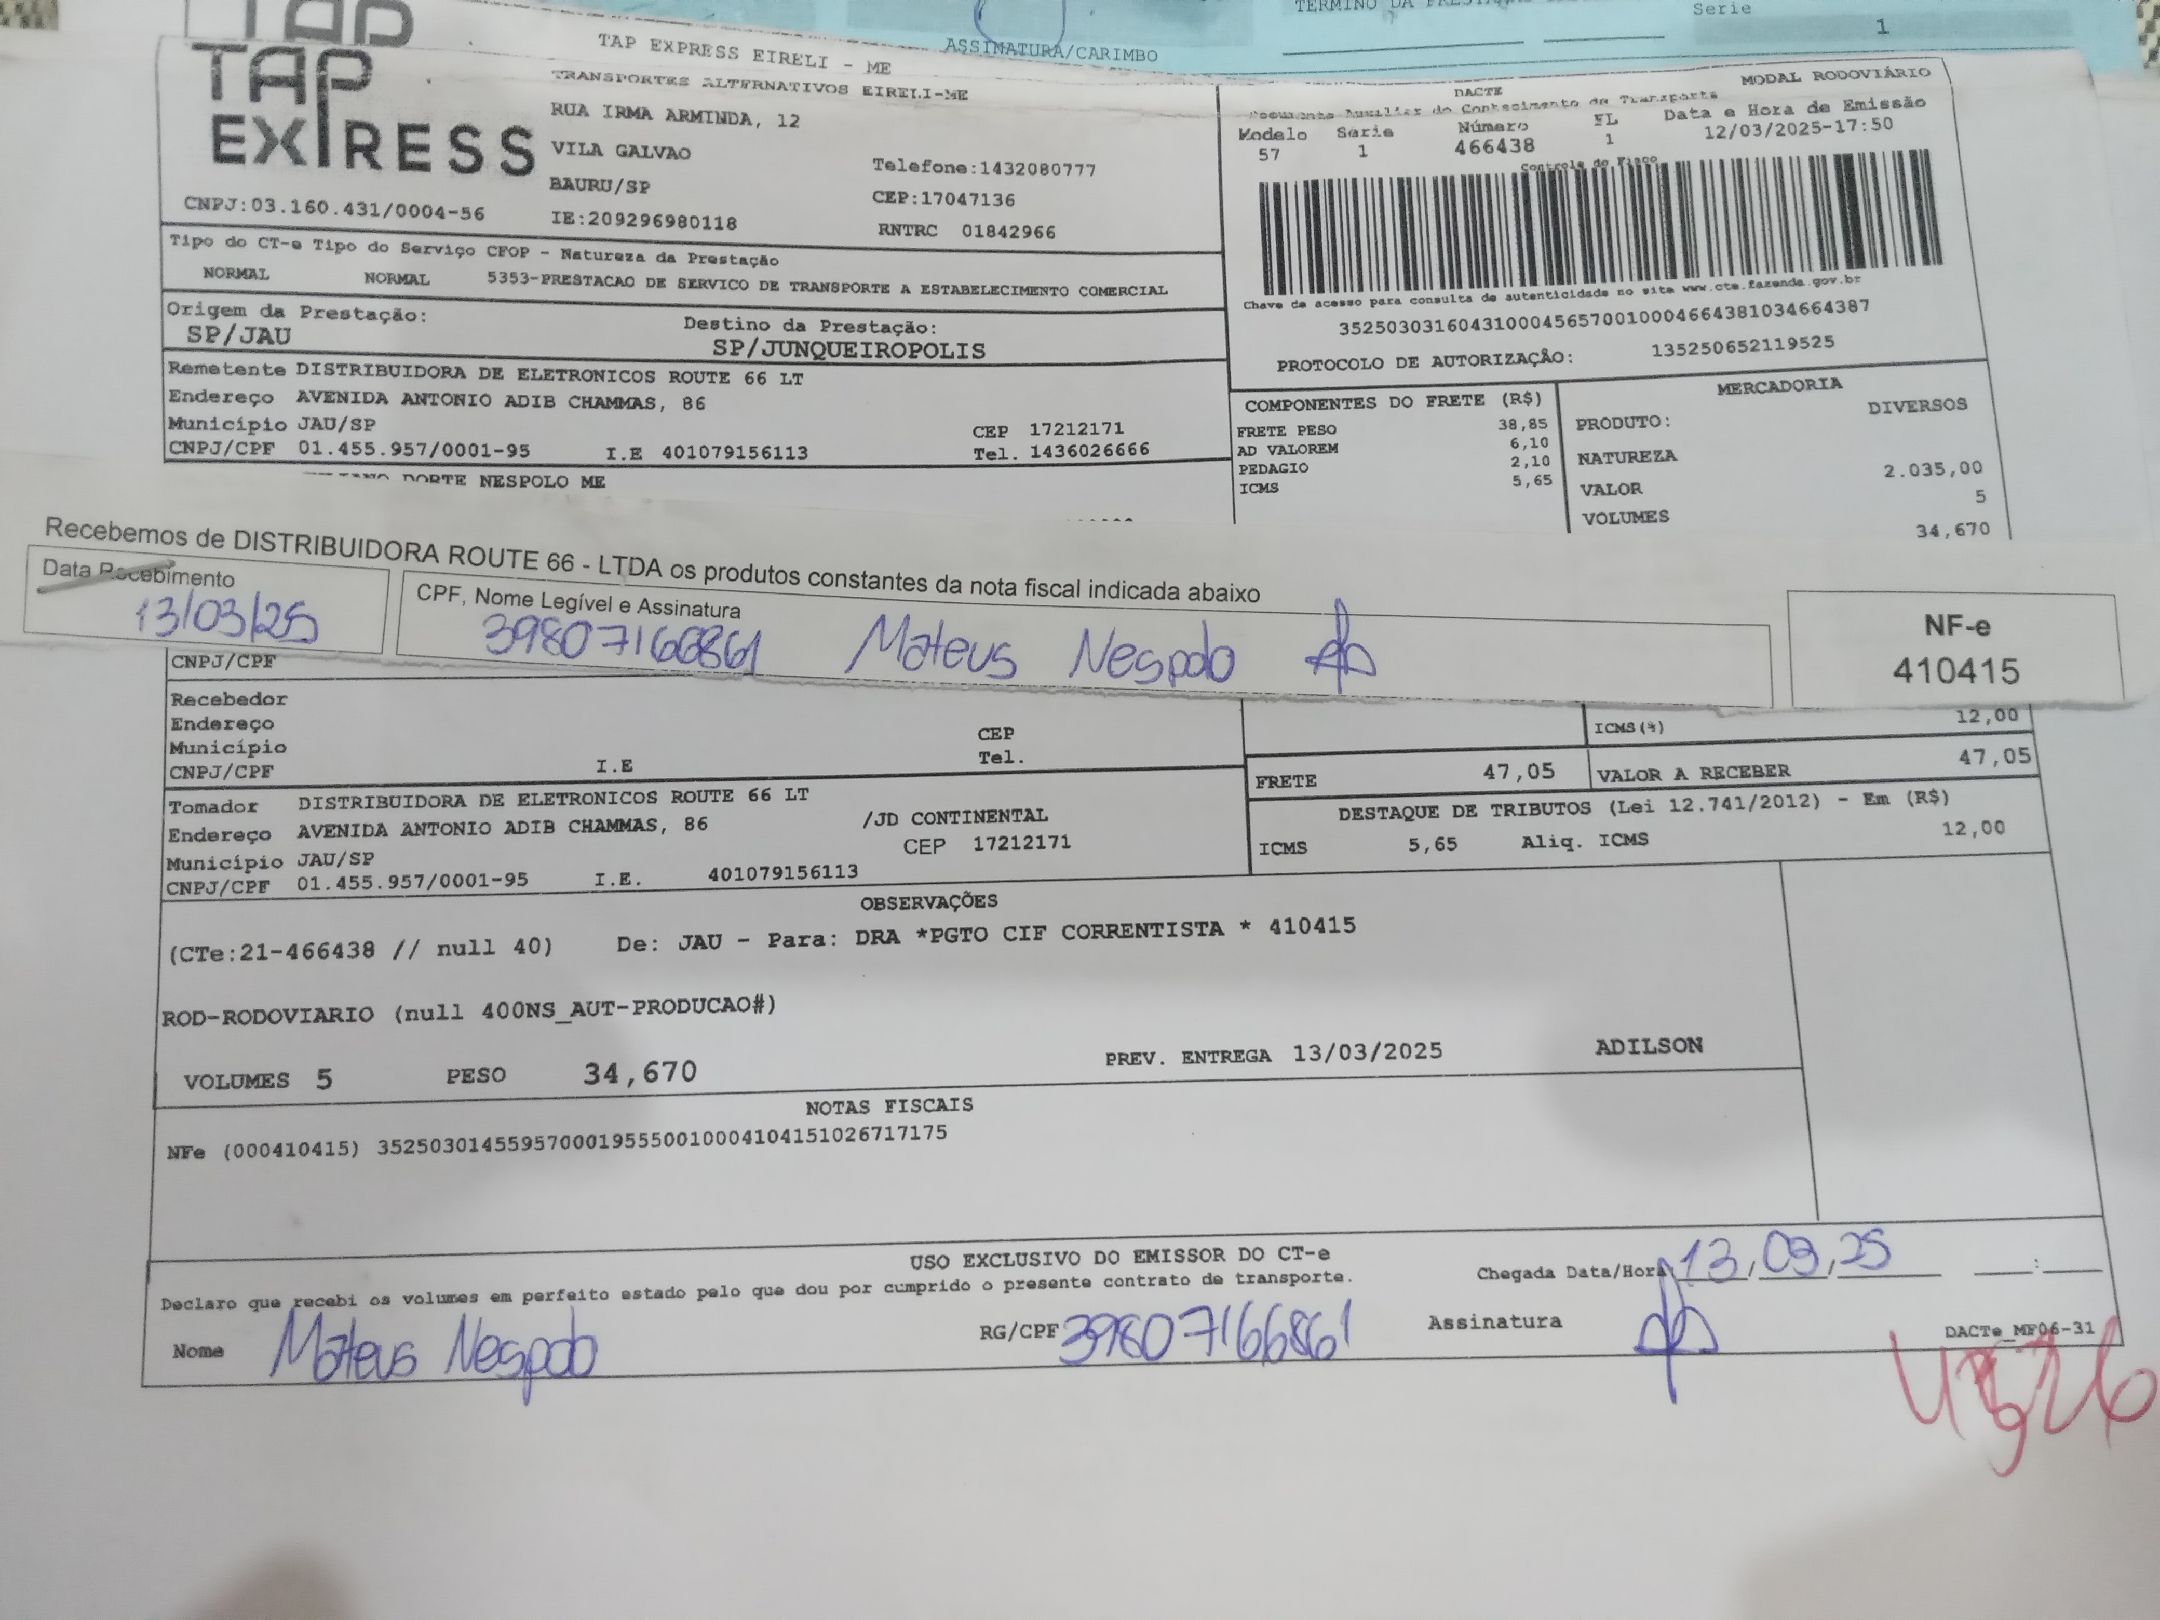 TAP
TÉRMINO DA
ASSINATURA/CARIMBO
Serie
1
TAP EXPRESS
TAP EXPRESS EIRELI - ME
TRANSPORTES ALTERNATIVOS EIRELI-ME
RUA IRMA ARMINDA, 12
VILA GALVAO
Telefone:1432080777
BAURU/SP
CEP:17047136
CNPJ:03.160.431/0004-56
IE:209296980118
RNTRC 01842966
DACTE
MODAL RODOVIÁRIO
Documento Auxiliar do Conhecimento de Transporte
Modelo Serie Número FL Data e Hora de Emissão
57 1 466438 1 12/03/2025-17:50
Controle do Fisco
Chave de acesso para consulta de autenticidade no site www.cte.fazenda.gov.br
35250303160431000456570010004664381034664387
PROTOCOLO DE AUTORIZAÇÃO: 135250652119525
Tipo do CT-e Tipo do Serviço CFOP - Natureza da Prestação
NORMAL NORMAL 5353-PRESTACAO DE SERVICO DE TRANSPORTE A ESTABELECIMENTO COMERCIAL
Origem da Prestação: Destino da Prestação:
SP/JAU SP/JUNQUEIROPOLIS
Remetente DISTRIBUIDORA DE ELETRONICOS ROUTE 66 LT
Endereço AVENIDA ANTONIO ADIB CHAMMAS, 86
Município JAU/SP CEP 17212171
CNPJ/CPF 01.455.957/0001-95 I.E 401079156113 Tel. 1436026666
DORTE NESPOLO ME
COMPONENTES DO FRETE (R$)
FRETE PESO 38,85
AD VALOREM 6,10
PEDAGIO 2,10
ICMS 5,65
MERCADORIA
PRODUTO: DIVERSOS
NATUREZA
VALOR 2.035,00
VOLUMES 5
34,670
Recebemos de DISTRIBUIDORA ROUTE 66 - LTDA os produtos constantes da nota fiscal indicada abaixo
Data Recebimento
13/03/25
CPF, Nome Legível e Assinatura
39807166861 Mateus Nespolo
NF-e
410415
CNPJ/CPF
Recebedor
Endereço
Município CEP
CNPJ/CPF I.E Tel.
ICMS(%) 12,00
FRETE 47,05 VALOR A RECEBER 47,05
Tomador DISTRIBUIDORA DE ELETRONICOS ROUTE 66 LT
Endereço AVENIDA ANTONIO ADIB CHAMMAS, 86 /JD CONTINENTAL
Município JAU/SP CEP 17212171
CNPJ/CPF 01.455.957/0001-95 I.E. 401079156113
DESTAQUE DE TRIBUTOS (Lei 12.741/2012) - Em (R$)
ICMS 5,65 Aliq. ICMS 12,00
OBSERVAÇÕES
(CTe:21-466438 // null 40) De: JAU - Para: DRA *PGTO CIF CORRENTISTA * 410415
ROD-RODOVIARIO (null 400NS_AUT-PRODUCAO#)
VOLUMES 5 PESO 34,670 PREV. ENTREGA 13/03/2025 ADILSON
NOTAS FISCAIS
NFe (000410415) 35250301455957000195550010004104151026717175
USO EXCLUSIVO DO EMISSOR DO CT-e
Declaro que recebi os volumes em perfeito estado pelo que dou por cumprido o presente contrato de transporte.
Chegada Data/Hora 13,03,25 :
Nome Mateus Nespolo RG/CPF 39807166861 Assinatura
DACTe_MF06-31